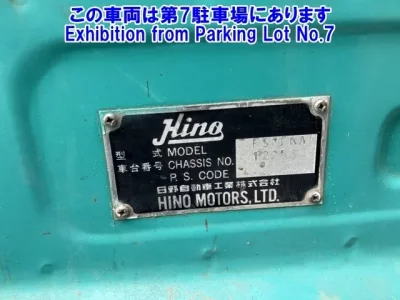 この車両は第7駐車場にあります
Exhibition from Parking Lot No.7
Hino
型式 MODEL
車台番号 CHASSIS NO.
P. S. CODE
日野自動車工業株式会社
HINO MOTORS, LTD.